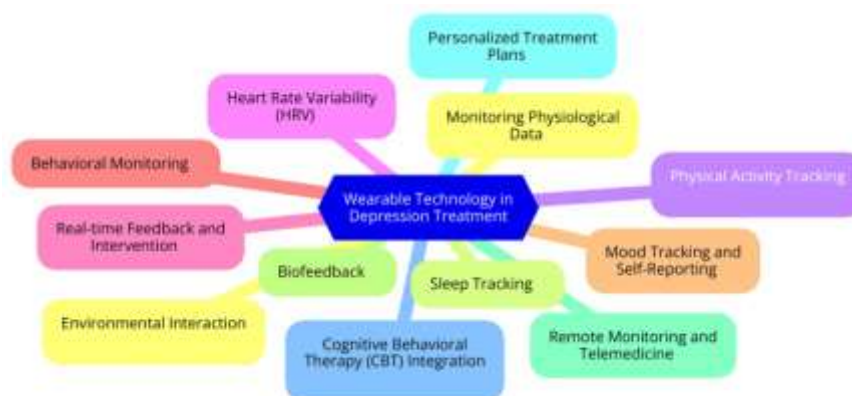 Personalized Treatment
Plans
Heart Rate Variability
(HRV)
Monitoring Physiological
Data
Behavioral Monitoring
Physical Activity Tracking
Wearable Technology in
Depression Treatment
Real-time Feedback and
Intervention
Mood Tracking and
Self-Reporting
Biofeedback
Sleep Tracking
Environmental Interaction
Cognitive Behavioral
Therapy (CBT) Integration
Remote Monitoring and
Telemedicine